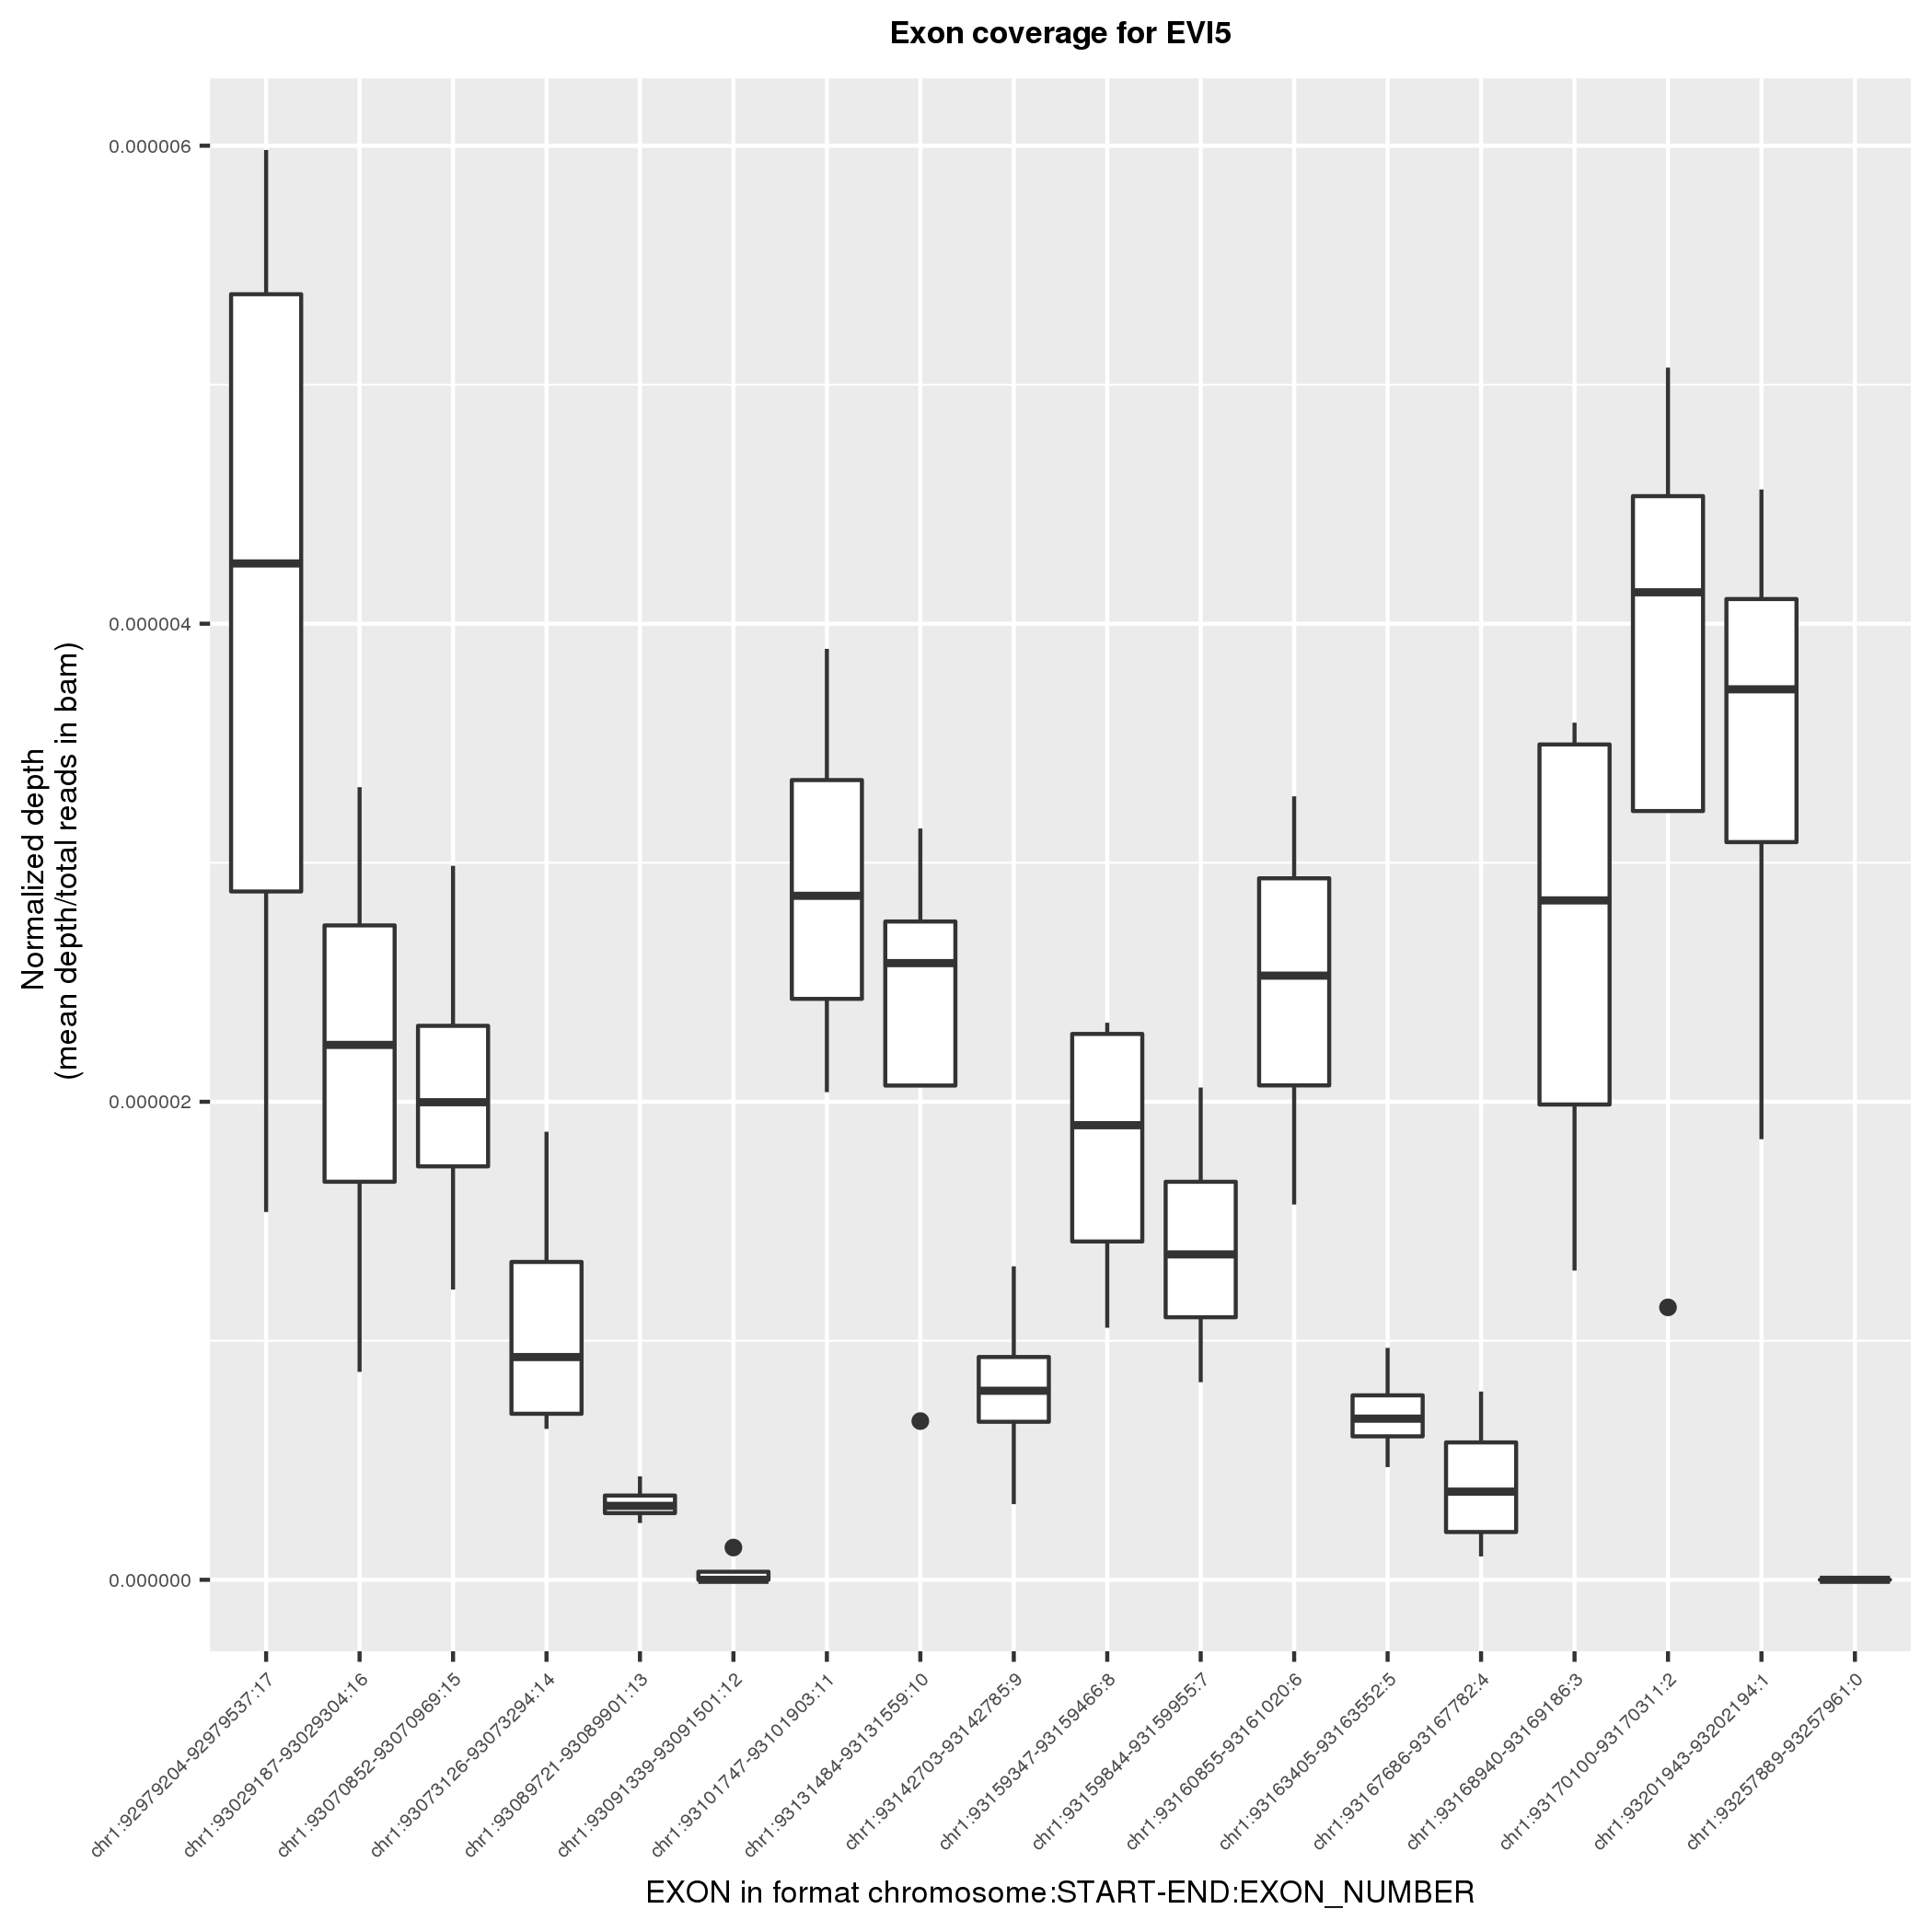 Exon coverage for EVI5
0.000006
0.000004
0.000002
0.000000
Normalized depth
(mean depth/total reads in bam)
chr1:92979204-92979537:17
chr1:93029187-93029304:16
chr1:93070852-93070969:15
chr1:93073126-93073294:14
chr1:93089721-93089901:13
chr1:93091339-93091501:12
chr1:93101747-93101903:11
chr1:93131484-93131559:10
chr1:93142703-93142785:9
chr1:93159347-93159466:8
chr1:93159844-93159955:7
chr1:93160855-93161020:6
chr1:93163405-93163552:5
chr1:93167686-93167782:4
chr1:93168940-93169186:3
chr1:93170100-93170311:2
chr1:93201943-93202194:1
chr1:93257889-93257961:0
EXON in format chromosome:START-END:EXON_NUMBER